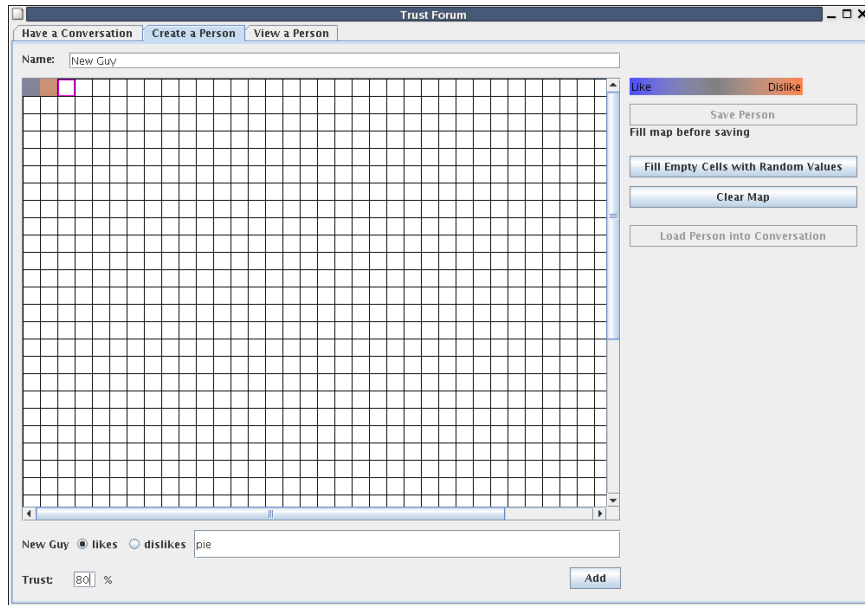 Trust Forum
Have a Conversation Create a Person View a Person
Name: New Guy
Like Dislike
Save Person
Fill map before saving
Fill Empty Cells with Random Values
Clear Map
Load Person into Conversation
New Guy likes dislikes pie
Trust: 80 %
Add